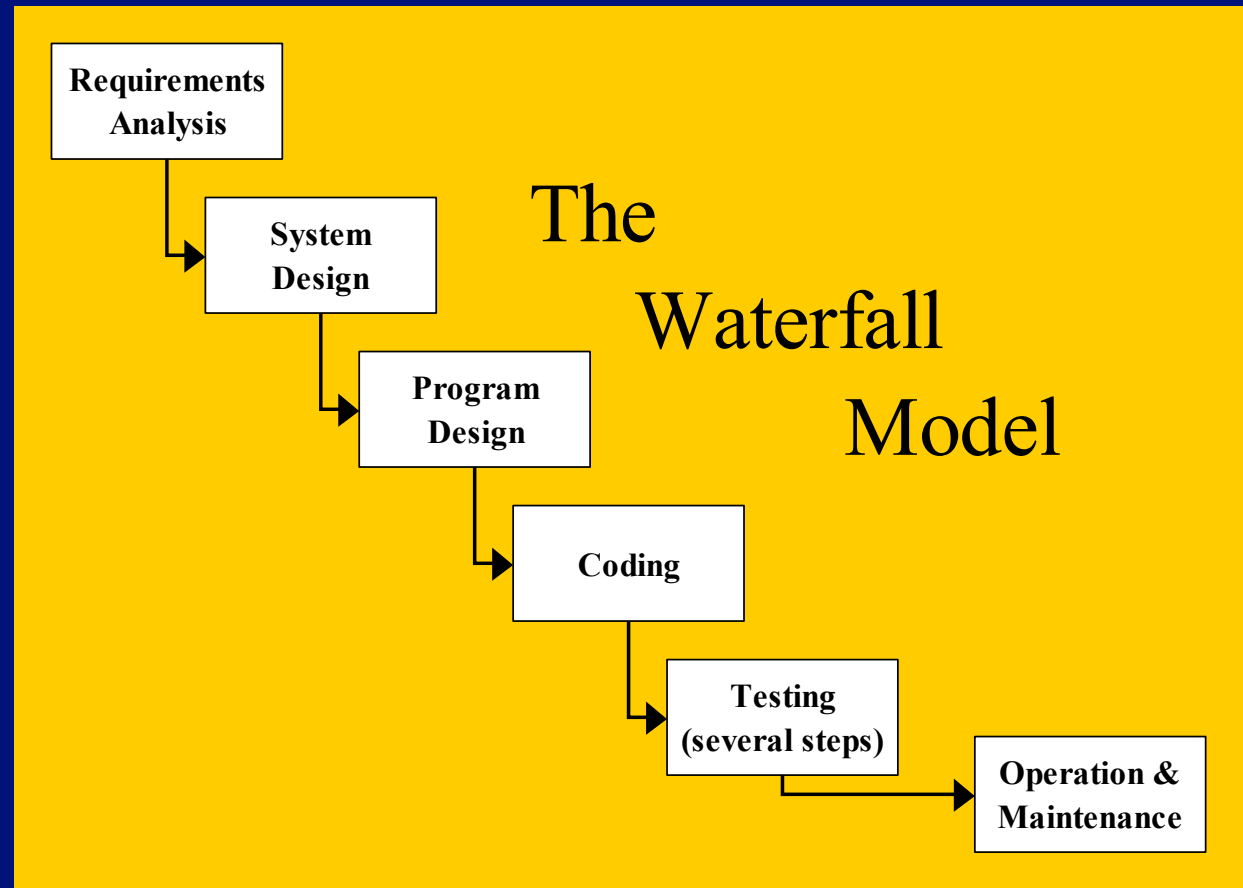 Requirements
Analysis
System
Design
The
Waterfall
Model
Program
Design
Coding
Testing
(several steps)
Operation &
Maintenance